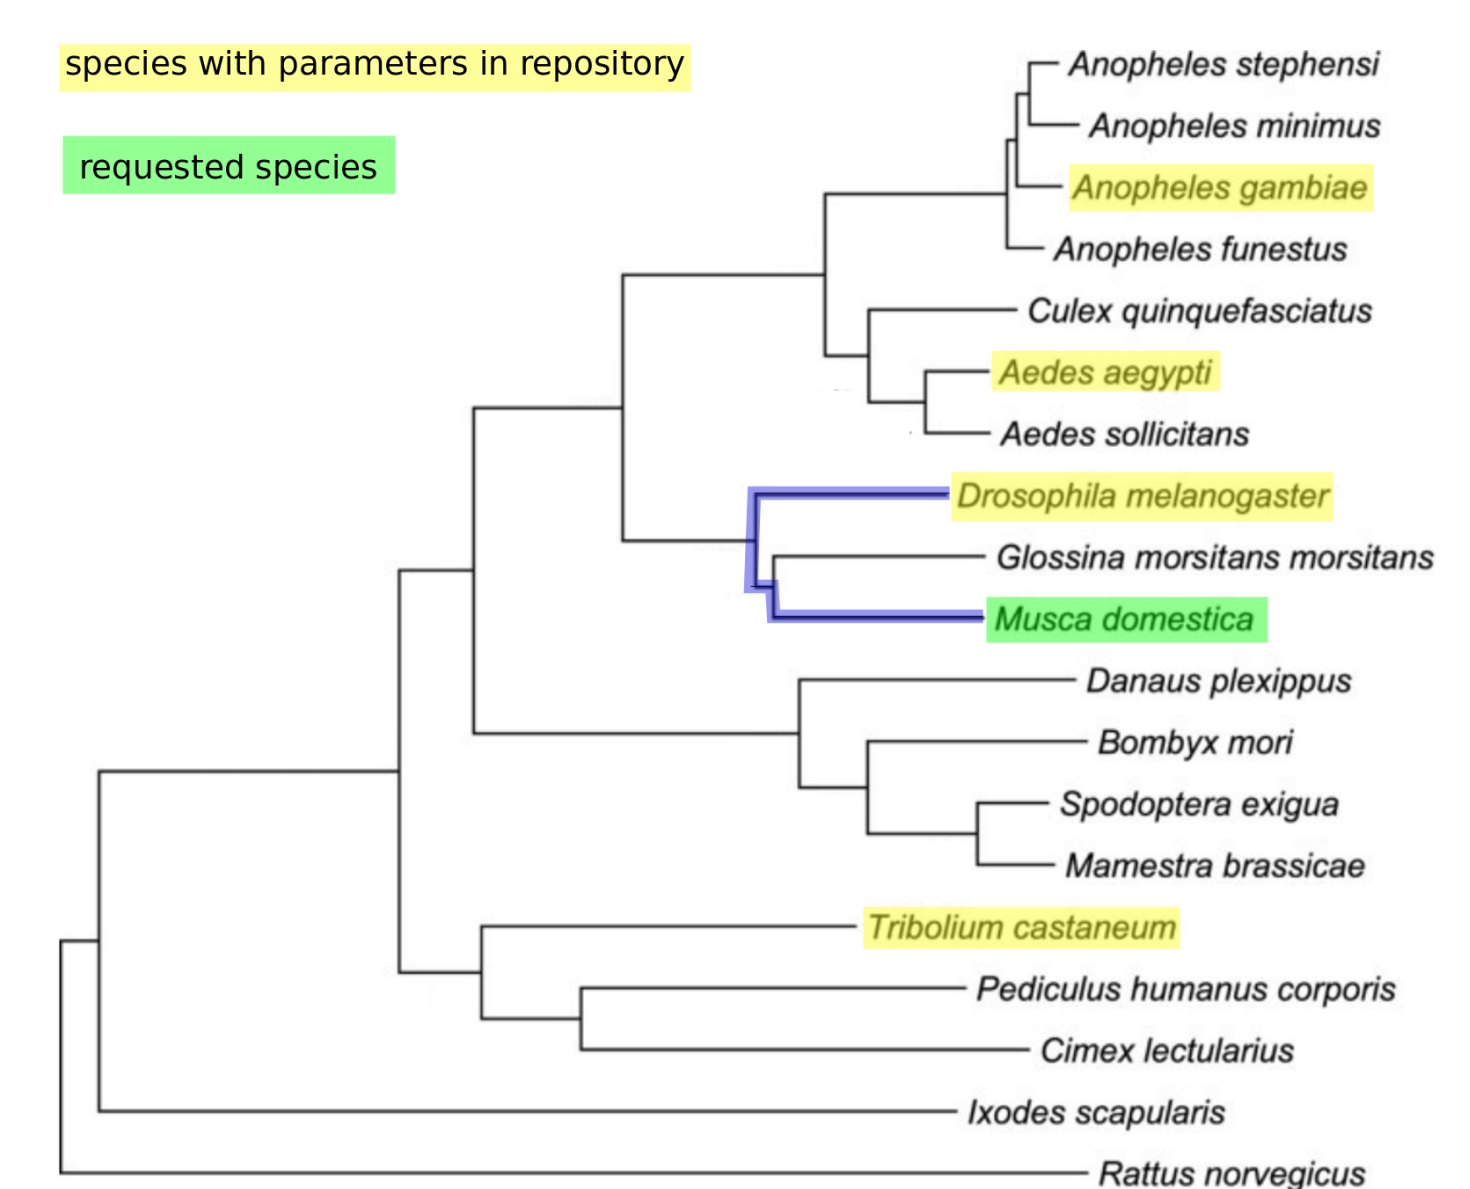 species with parameters in repository
requested species
Anopheles stephensi
Anopheles minimus
Anopheles gambiae
Anopheles funestus
Culex quinquefasciatus
Aedes aegypti
Aedes sollicitans
Drosophila melanogaster
Glossina morsitans morsitans
Musca domestica
Danaus plexippus
Bombyx mori
Spodoptera exigua
Mamestra brassicae
Tribolium castaneum
Pediculus humanus corporis
Cimex lectularius
Ixodes scapularis
Rattus norvegicus